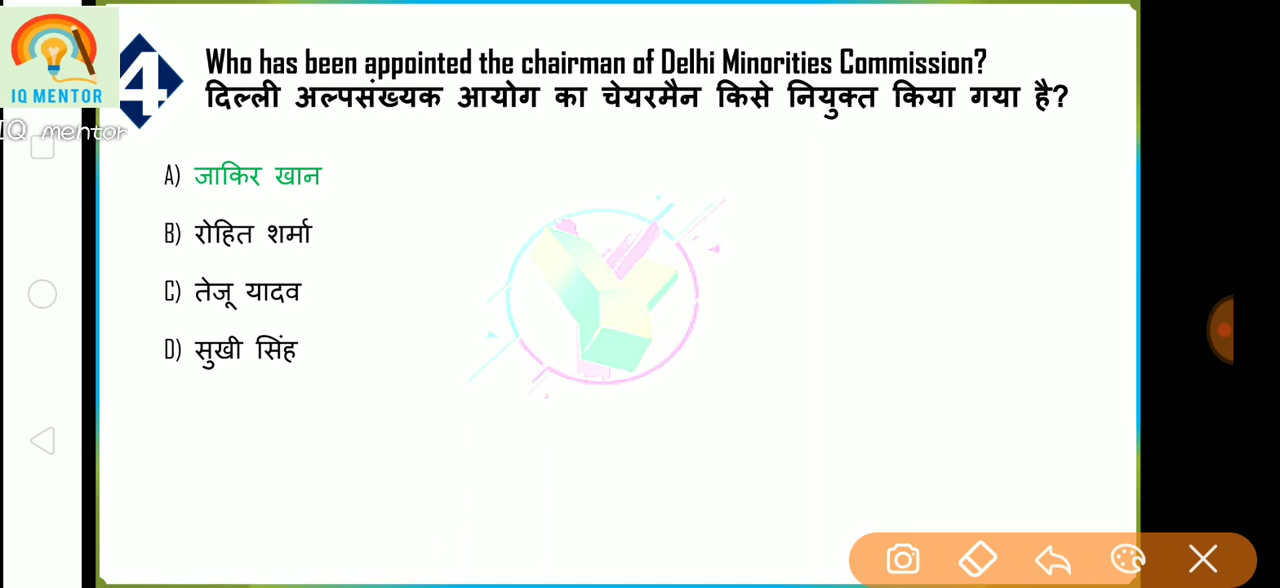 IQ MENTOR
IQ mentor
4
Who has been appointed the chairman of Delhi Minorities Commission?
दिल्ली अल्पसंख्यक आयोग का चेयरमैन किसे नियुक्त किया गया है?
A) जाकिर खान
B) रोहित शर्मा
C) तेजू यादव
D) सुखी सिंह